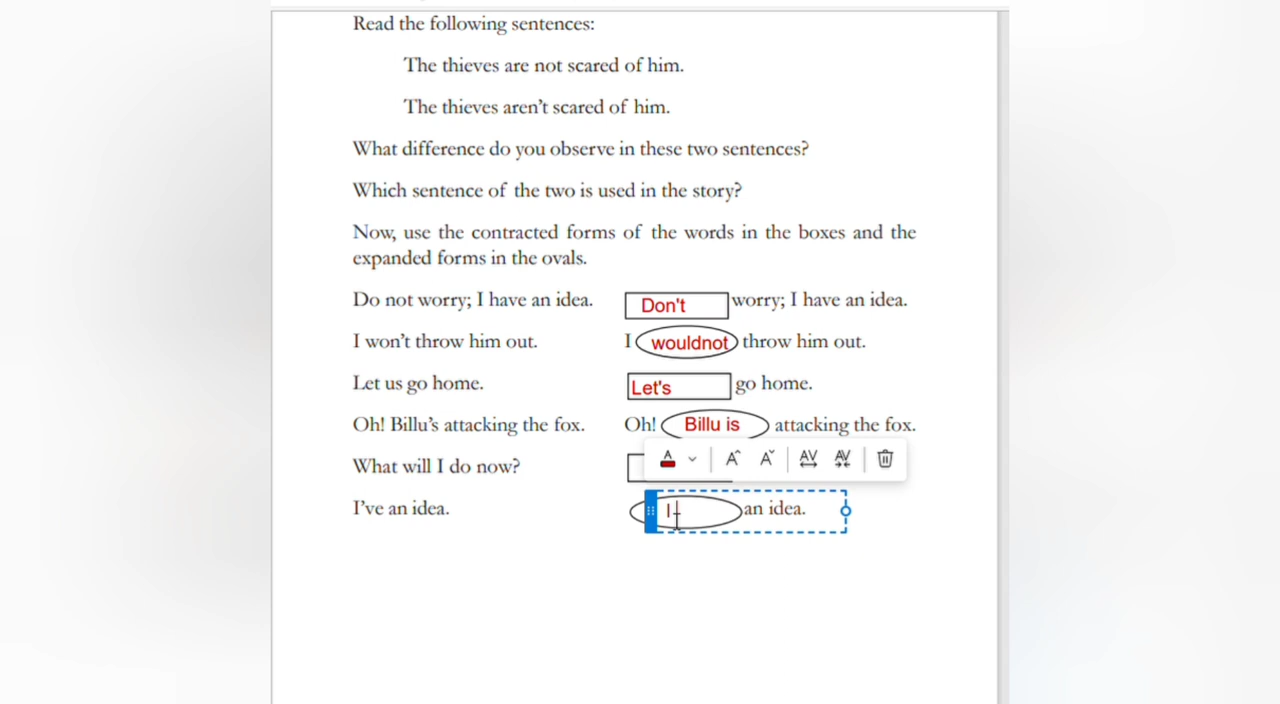 Read the following sentences:
The thieves are not scared of him.
The thieves aren't scared of him.
What difference do you observe in these two sentences?
Which sentence of the two is used in the story?
Now, use the contracted forms of the words in the boxes and the
expanded forms in the ovals.
Do not worry; I have an idea. Don't worry; I have an idea.
I won't throw him out. I wouldnot throw him out.
Let us go home. Let's go home.
Oh! Billu's attacking the fox. Oh! Billu is attacking the fox.
What will I do now?
I've an idea. I an idea.